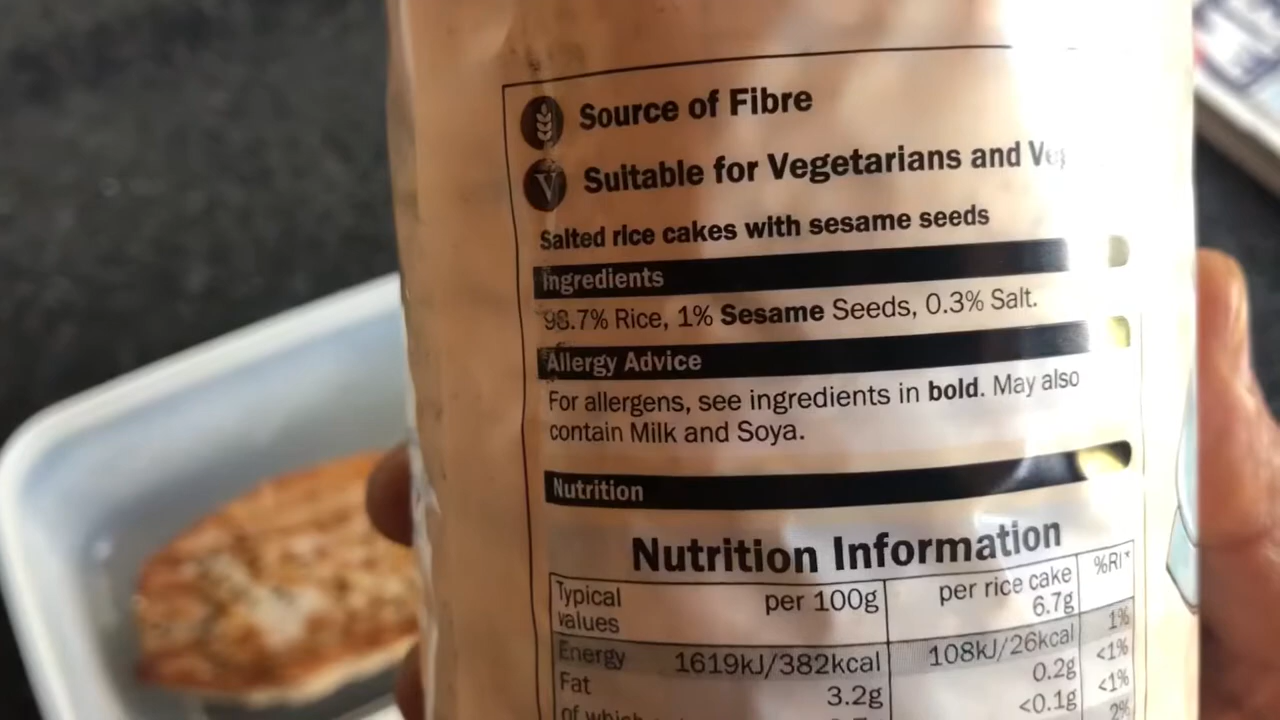 Source of Fibre
Suitable for Vegetarians and
Salted rice cakes with sesame seeds
Ingredients
98.7% Rice, 1% Sesame Seeds, 0.3% Salt.
Allergy Advice
For allergens, see ingredients in bold. May also
contain Milk and Soya.
Nutrition
Nutrition Information
Typical values per 100g per rice cake 6.7g %RI*
Energy 1619kJ/382kcal 108kJ/26kcal 1%
Fat 3.2g 0.2g <1%
of which <0.1g <1%
2%